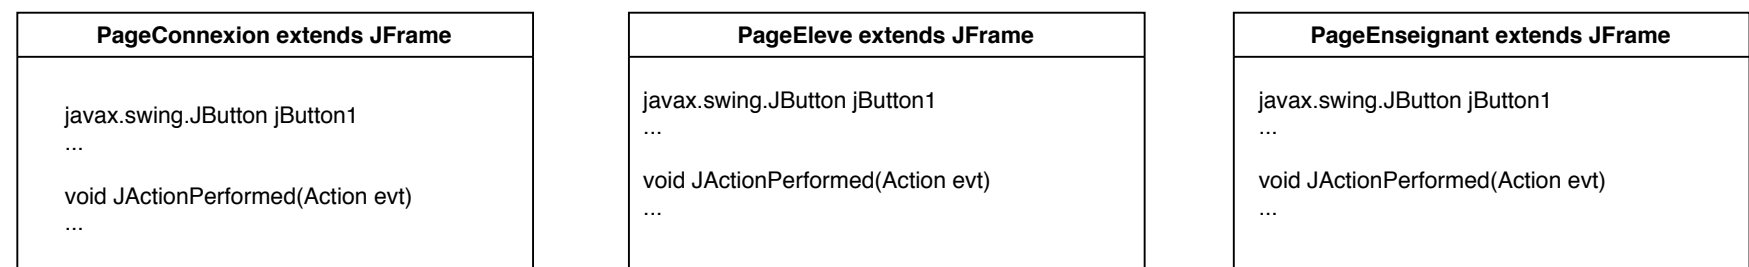 PageConnexion extends JFrame
javax.swing.JButton jButton1
...
void JActionPerformed(Action evt)
...
PageEleve extends JFrame
javax.swing.JButton jButton1
...
void JActionPerformed(Action evt)
...
PageEnseignant extends JFrame
javax.swing.JButton jButton1
...
void JActionPerformed(Action evt)
...